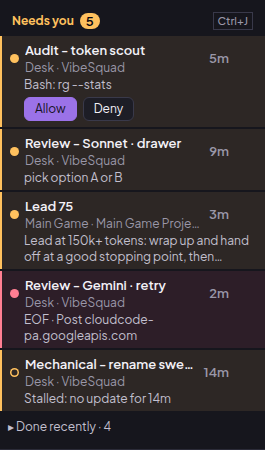 Needs you 5 Ctrl+J
Audit – token scout 5m
Desk · VibeSquad
Bash: rg --stats
Allow Deny
Review – Sonnet · drawer 9m
Desk · VibeSquad
pick option A or B
Lead 75 3m
Main Game · Main Game Proje…
Lead at 150k+ tokens: wrap up and hand
off at a good stopping point, then…
Review – Gemini · retry 2m
Desk · VibeSquad
EOF · Post cloudcode-
pa.googleapis.com
Mechanical – rename swe… 14m
Desk · VibeSquad
Stalled: no update for 14m
▸ Done recently · 4